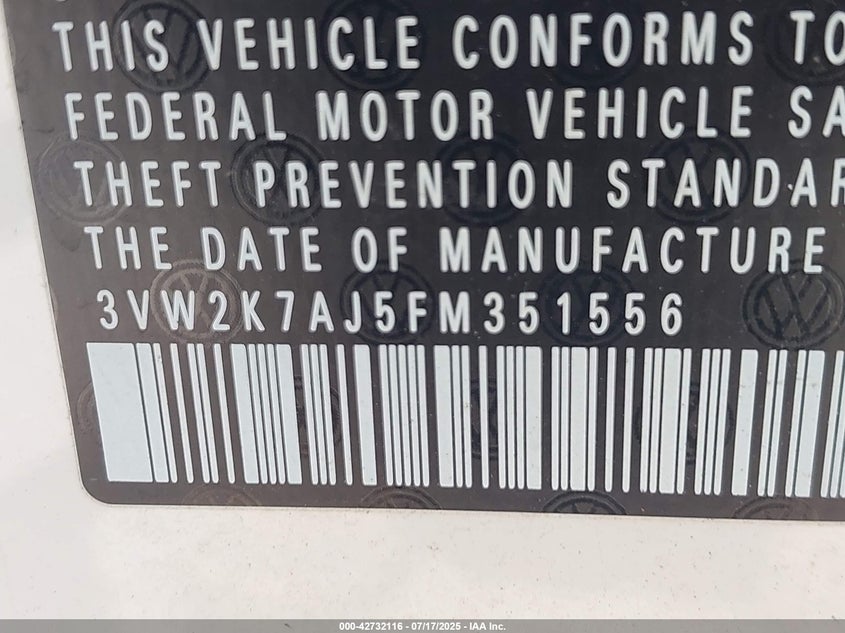 THIS VEHICLE CONFORMS TO
FEDERAL MOTOR VEHICLE SA
THEFT PREVENTION STANDAR
THE DATE OF MANUFACTURE
3VW2K7AJ5FM351556
000-42732116 - 07/17/2025 - IAA Inc.